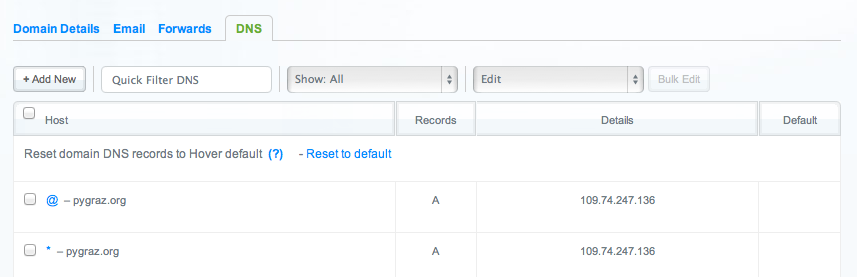 Domain Details Email Forwards DNS
+ Add New Quick Filter DNS Show: All Edit Bulk Edit
Host Records Details Default
Reset domain DNS records to Hover default (?) - Reset to default
@ – pygraz.org A 109.74.247.136
* – pygraz.org A 109.74.247.136